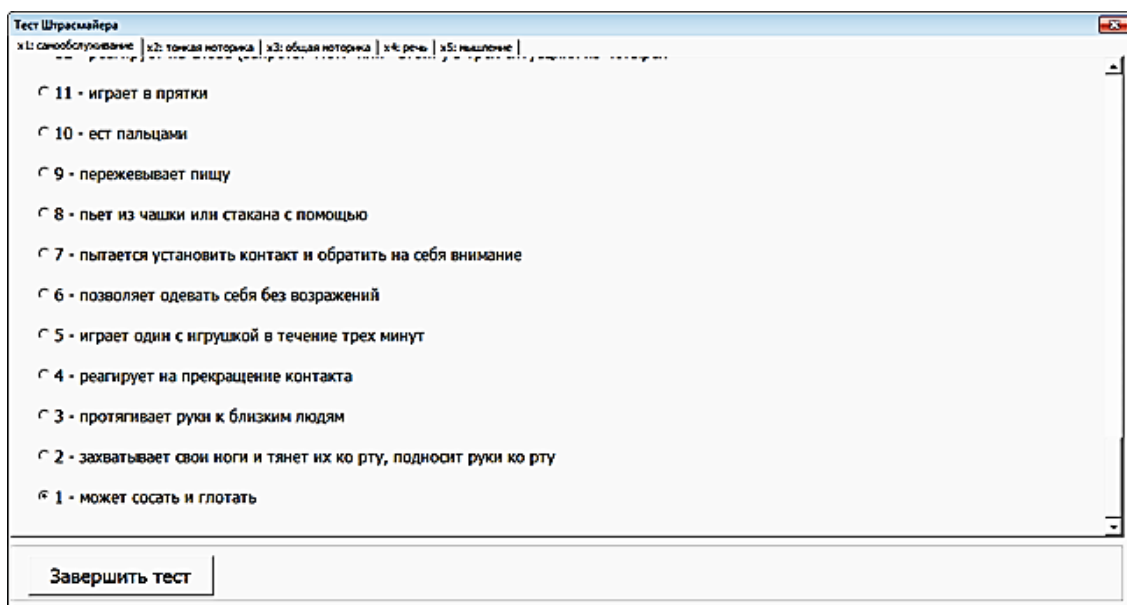 Тест Штрасмайера
x1: самообслуживание x2: тонкая моторика x3: общая моторика x4: речь x5: мышление
11 - играет в прятки
10 - ест пальцами
9 - пережевывает пищу
8 - пьет из чашки или стакана с помощью
7 - пытается установить контакт и обратить на себя внимание
6 - позволяет одевать себя без возражений
5 - играет один с игрушкой в течение трех минут
4 - реагирует на прекращение контакта
3 - протягивает руки к близким людям
2 - захватывает свои ноги и тянет их ко рту, подносит руки ко рту
1 - может сосать и глотать
Завершить тест